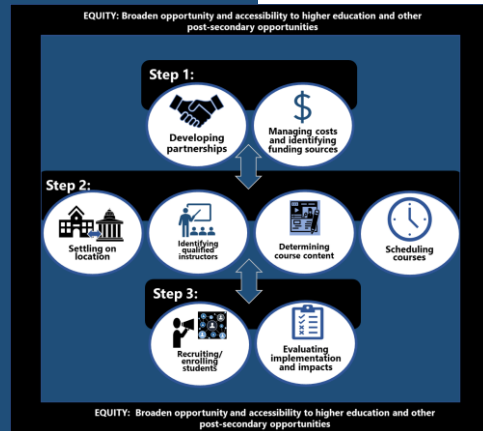 EQUITY: Broaden opportunity and accessibility to higher education and other
post-secondary opportunities
Step 1:
Developing
partnerships
$
Managing costs
and identifying
funding sources
Step 2:
Settling on
location
Identifying
qualified
instructors
Determining
course content
Scheduling
courses
Step 3:
Recruiting/
enrolling
students
Evaluating
implementation
and impacts
EQUITY: Broaden opportunity and accessibility to higher education and other
post-secondary opportunities